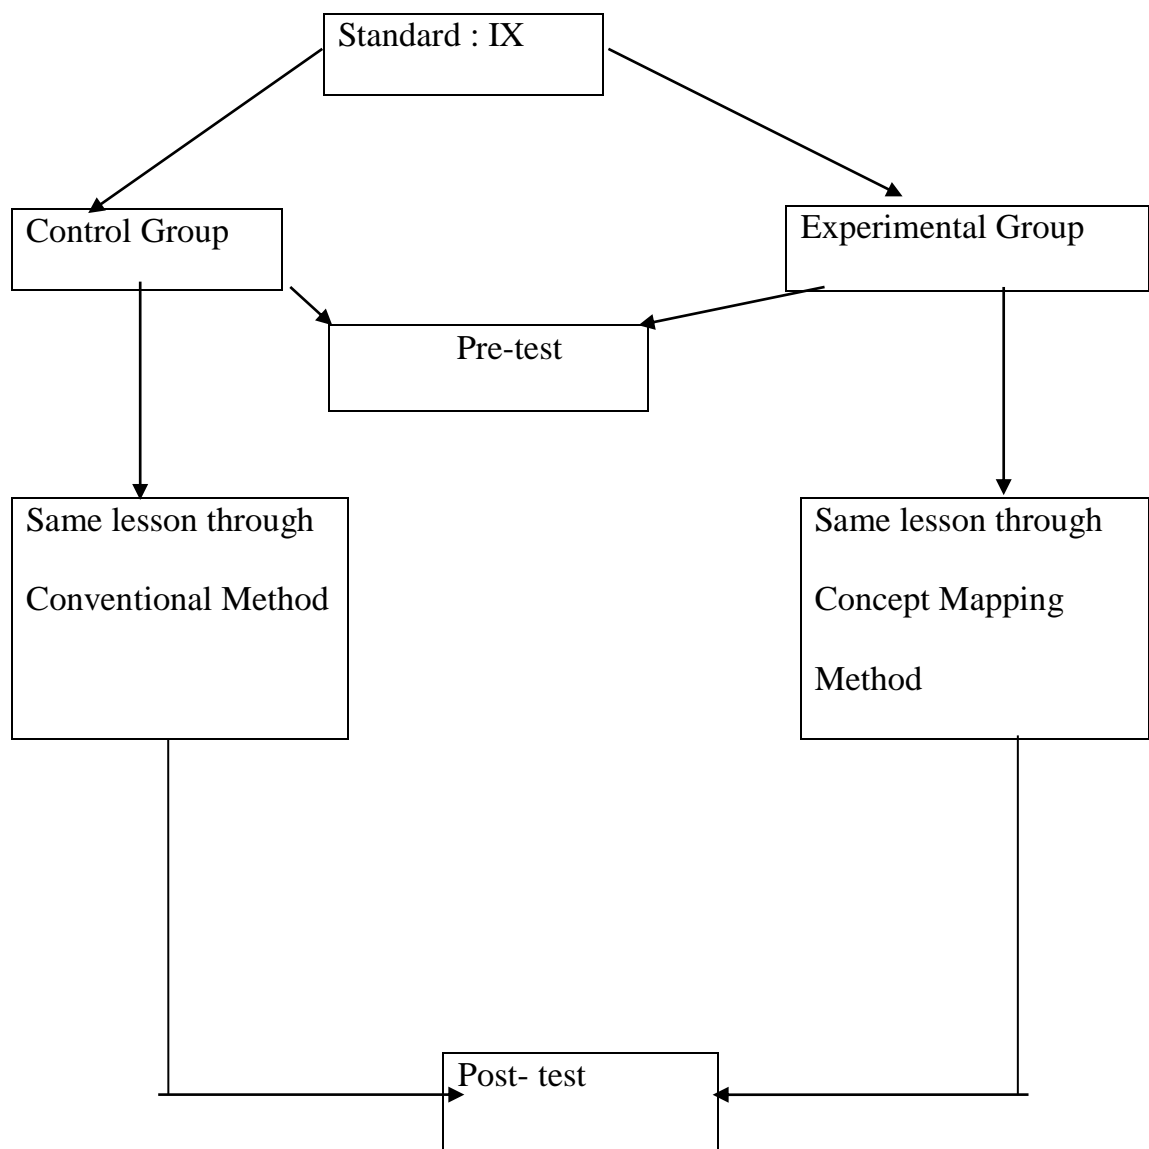 Standard : IX
Control Group
Experimental Group
Pre-test
Same lesson through
Conventional Method
Same lesson through
Concept Mapping
Method
Post- test